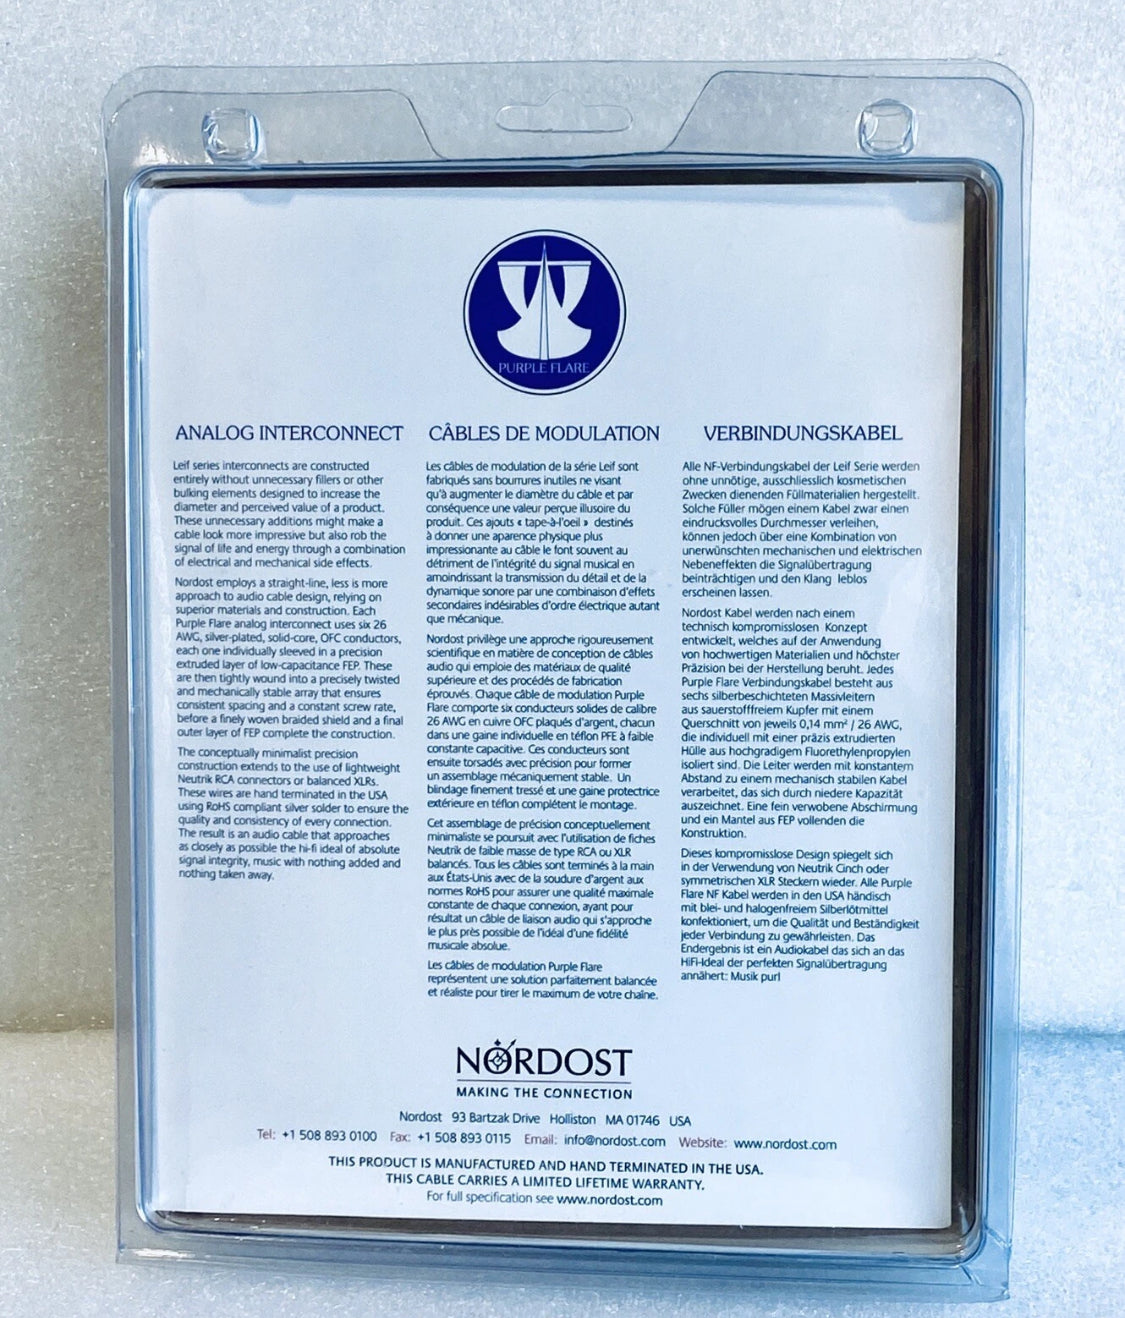 PURPLE FLARE
ANALOG INTERCONNECT
Leif series interconnects are constructed
entirely without unnecessary fillers or other
bulking elements designed to increase the
diameter and perceived value of a product.
These unnecessary additions might make a
cable look more impressive but also rob the
signal of life and energy through a combination
of electrical and mechanical side effects.
Nordost employs a straight-line, less is more
approach to audio cable design, relying on
superior materials and construction. Each
Purple Flare analog interconnect uses six 26
AWG, silver-plated, solid-core, OFC conductors,
each one individually sleeved in a precision
extruded layer of low-capacitance FEP. These
are then tightly wound into a precisely twisted
and mechanically stable array that ensures
consistent spacing and a constant screw rate,
before a finely woven braided shield and a final
outer layer of FEP complete the construction.
The conceptually minimalist precision
construction extends to the use of lightweight
Neutrik RCA connectors or balanced XLRs.
These wires are hand terminated in the USA
using RoHS compliant silver solder to ensure the
quality and consistency of every connection.
The result is an audio cable that approaches
as closely as possible the hi-fi ideal of absolute
signal integrity, music with nothing added and
nothing taken away.
CÂBLES DE MODULATION
Les câbles de modulation de la série Leif sont
fabriqués sans bourrures inutiles ne visant
qu'à augmenter le diamètre du câble et par
conséquence une valeur perçue illusoire du
produit. Ces ajouts « tape-à-l'oeil » destinés
à donner une aparence physique plus
impressionante au câble le font souvent au
détriment de l'intégrité du signal musical en
amoindrissant la transmission du détail et de la
dynamique sonore par une combinaison d'effets
secondaires indésirables d'ordre électrique autant
que mécanique.
Nordost privilège une approche rigoureusement
scientifique en matière de conception de câbles
audio qui emploie des matériaux de qualité
supérieure et des procédés de fabrication
éprouvés. Chaque câble de modulation Purple
Flare comporte six conducteurs solides de calibre
26 AWG en cuivre OFC plaqués d'argent, chacun
dans une gaine individuelle en téflon PFE à faible
constante capacitive. Ces conducteurs sont
ensuite torsadés avec précision pour former
un assemblage mécaniquement stable. Un
blindage finement tressé et une gaine protectrice
extérieure en téflon complétent le montage.
Cet assemblage de précision conceptuellement
minimaliste se poursuit avec l'utilisation de fiches
Neutrik de faible masse de type RCA ou XLR
balancés. Tous les câbles sont terminés à la main
aux États-Unis avec de la soudure d'argent aux
normes RoHS pour assurer une qualité maximale
constante de chaque connexion, ayant pour
résultat un câble de liaison audio qui s'approche
le plus près possible de l'idéal d'une fidélité
musicale absolue.
Les câbles de modulation Purple Flare
représentent une solution parfaitement balancée
et réaliste pour tirer le maximum de votre chaîne.
VERBINDUNGSKABEL
Alle NF-Verbindungskabel der Leif Serie werden
ohne unnötige, ausschliesslich kosmetischen
Zwecken dienenden Füllmaterialien hergestellt.
Solche Füller mögen einem Kabel zwar einen
eindrucksvolles Durchmesser verleihen,
können jedoch über eine Kombination von
unerwünschten mechanischen und elektrischen
Nebeneffekten die Signalübertragung
beinträchtigen und den Klang leblos
erscheinen lassen.
Nordost Kabel werden nach einem
technisch kompromisslosen Konzept
entwickelt, welches auf der Anwendung
von hochwertigen Materialien und höchster
Präzision bei der Herstellung beruht. Jedes
Purple Flare Verbindungskabel besteht aus
sechs silberbeschichteten Massivleitern
aus sauerstofffreiem Kupfer mit einem
Querschnitt von jeweils 0,14 mm² / 26 AWG,
die individuell mit einer präzis extrudierten
Hülle aus hochgradigem Fluorethylenpropylen
isoliert sind. Die Leiter werden mit konstantem
Abstand zu einem mechanisch stabilen Kabel
verarbeitet, das sich durch niedere Kapazität
auszeichnet. Eine fein verwobene Abschirmung
und ein Mantel aus FEP vollenden die
Konstruktion.
Dieses kompromisslose Design spiegelt sich
in der Verwendung von Neutrik Cinch oder
symmetrischen XLR Steckern wieder. Alle Purple
Flare NF Kabel werden in den USA händisch
mit blei- und halogenfreiem Silberlötmittel
konfektioniert, um die Qualität und Beständigkeit
jeder Verbindung zu gewährleisten. Das
Endergebnis ist ein Audiokabel das sich an das
HiFi-Ideal der perfekten Signalübertragung
annähert: Musik pur!
NORDOST
MAKING THE CONNECTION
Nordost 93 Bartzak Drive Holliston MA 01746 USA
Tel: +1 508 893 0100 Fax: +1 508 893 0115 Email: info@nordost.com Website: www.nordost.com
THIS PRODUCT IS MANUFACTURED AND HAND TERMINATED IN THE USA.
THIS CABLE CARRIES A LIMITED LIFETIME WARRANTY.
For full specification see www.nordost.com